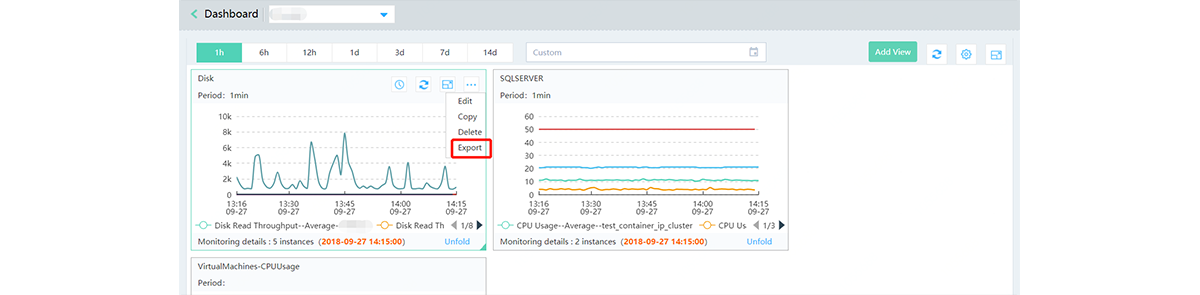 Dashboard
1h 6h 12h 1d 3d 7d 14d Custom Add View
Disk
Period: 1min
Edit
Copy
Delete
Export
10k
8k
6k
4k
2k
0
13:16 13:30 13:45 14:00 14:15
09-27 09-27 09-27 09-27 09-27
Disk Read Throughput--Average- Disk Read Th 1/8
Monitoring details : 5 instances (2018-09-27 14:15:00) Unfold
SQLSERVER
Period: 1min
60
50
40
30
20
10
0
13:16 13:30 13:45 14:00 14:15
09-27 09-27 09-27 09-27 09-27
CPU Usage--Average--test_container_ip_cluster CPU Us 1/3
Monitoring details : 2 instances (2018-09-27 14:15:00) Unfold
VirtualMachines-CPUUsage
Period: